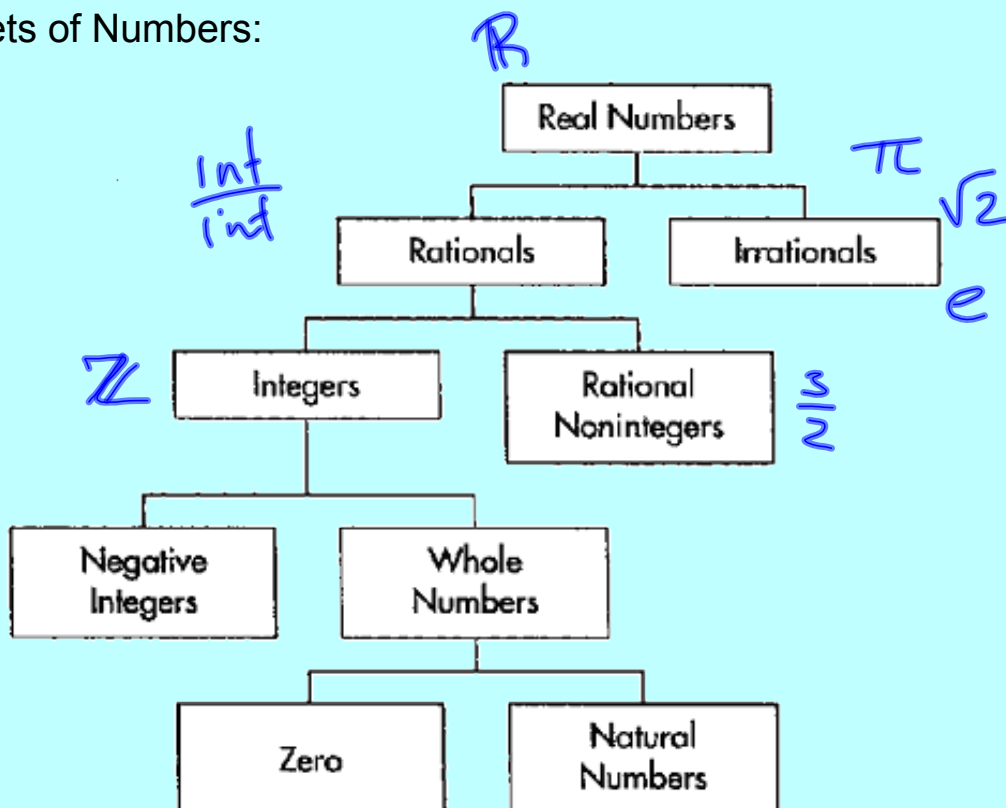 ets of Numbers:
ℝ
Real Numbers
int
int
π
√2
Rationals
Irrationals
e
ℤ
Integers
Rational
Nonintegers
3
2
Negative
Integers
Whole
Numbers
Zero
Natural
Numbers